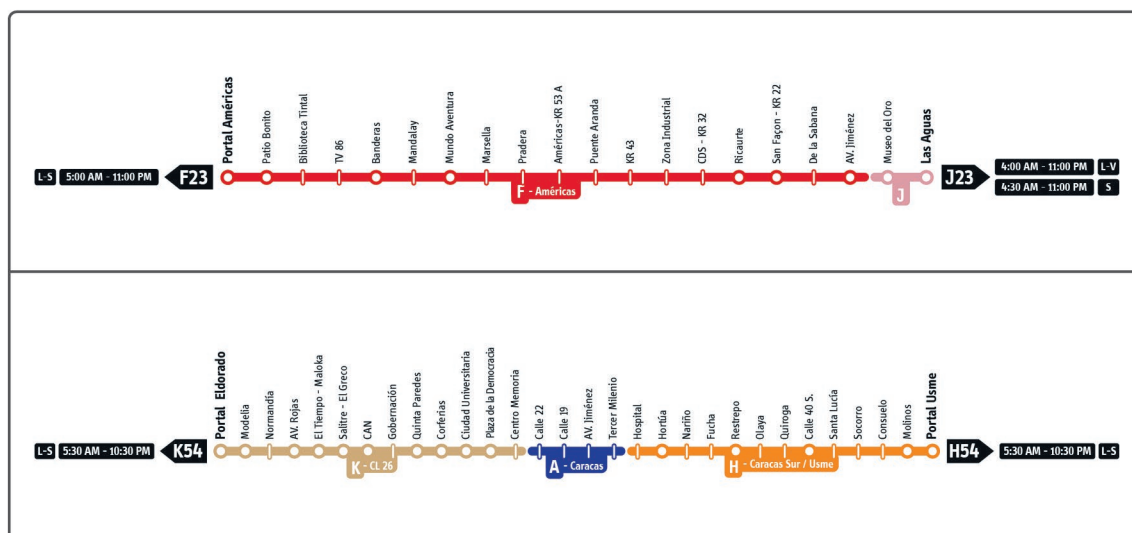 Portal Américas
Patio Bonito
Biblioteca Tintal
TV 86
Banderas
Mandalay
Mundo Aventura
Marsella
Pradera
Américas-KR 53 A
Puente Aranda
KR 43
Zona Industrial
CDS - KR 32
Ricaurte
San Façon - KR 22
De la Sabana
AV. Jiménez
Museo del Oro
Las Aguas
L-S 5:00 AM - 11:00 PM F23
F - Américas
J
J23 4:00 AM - 11:00 PM L-V
4:30 AM - 11:00 PM S
Portal Eldorado
Modelia
Normandía
AV. Rojas
El Tiempo - Maloka
Salitre - El Greco
CAN
Gobernación
Quinta Paredes
Corferias
Ciudad Universitaria
Plaza de la Democracia
Centro Memoria
Calle 22
Calle 19
AV. Jiménez
Tercer Milenio
Hospital
Hortúa
Nariño
Fucha
Restrepo
Olaya
Quiroga
Calle 40 S.
Santa Lucía
Socorro
Consuelo
Molinos
Portal Usme
L-S 5:30 AM - 10:30 PM K54
K - CL 26
A - Caracas
H - Caracas Sur / Usme
H54 5:30 AM - 10:30 PM L-S